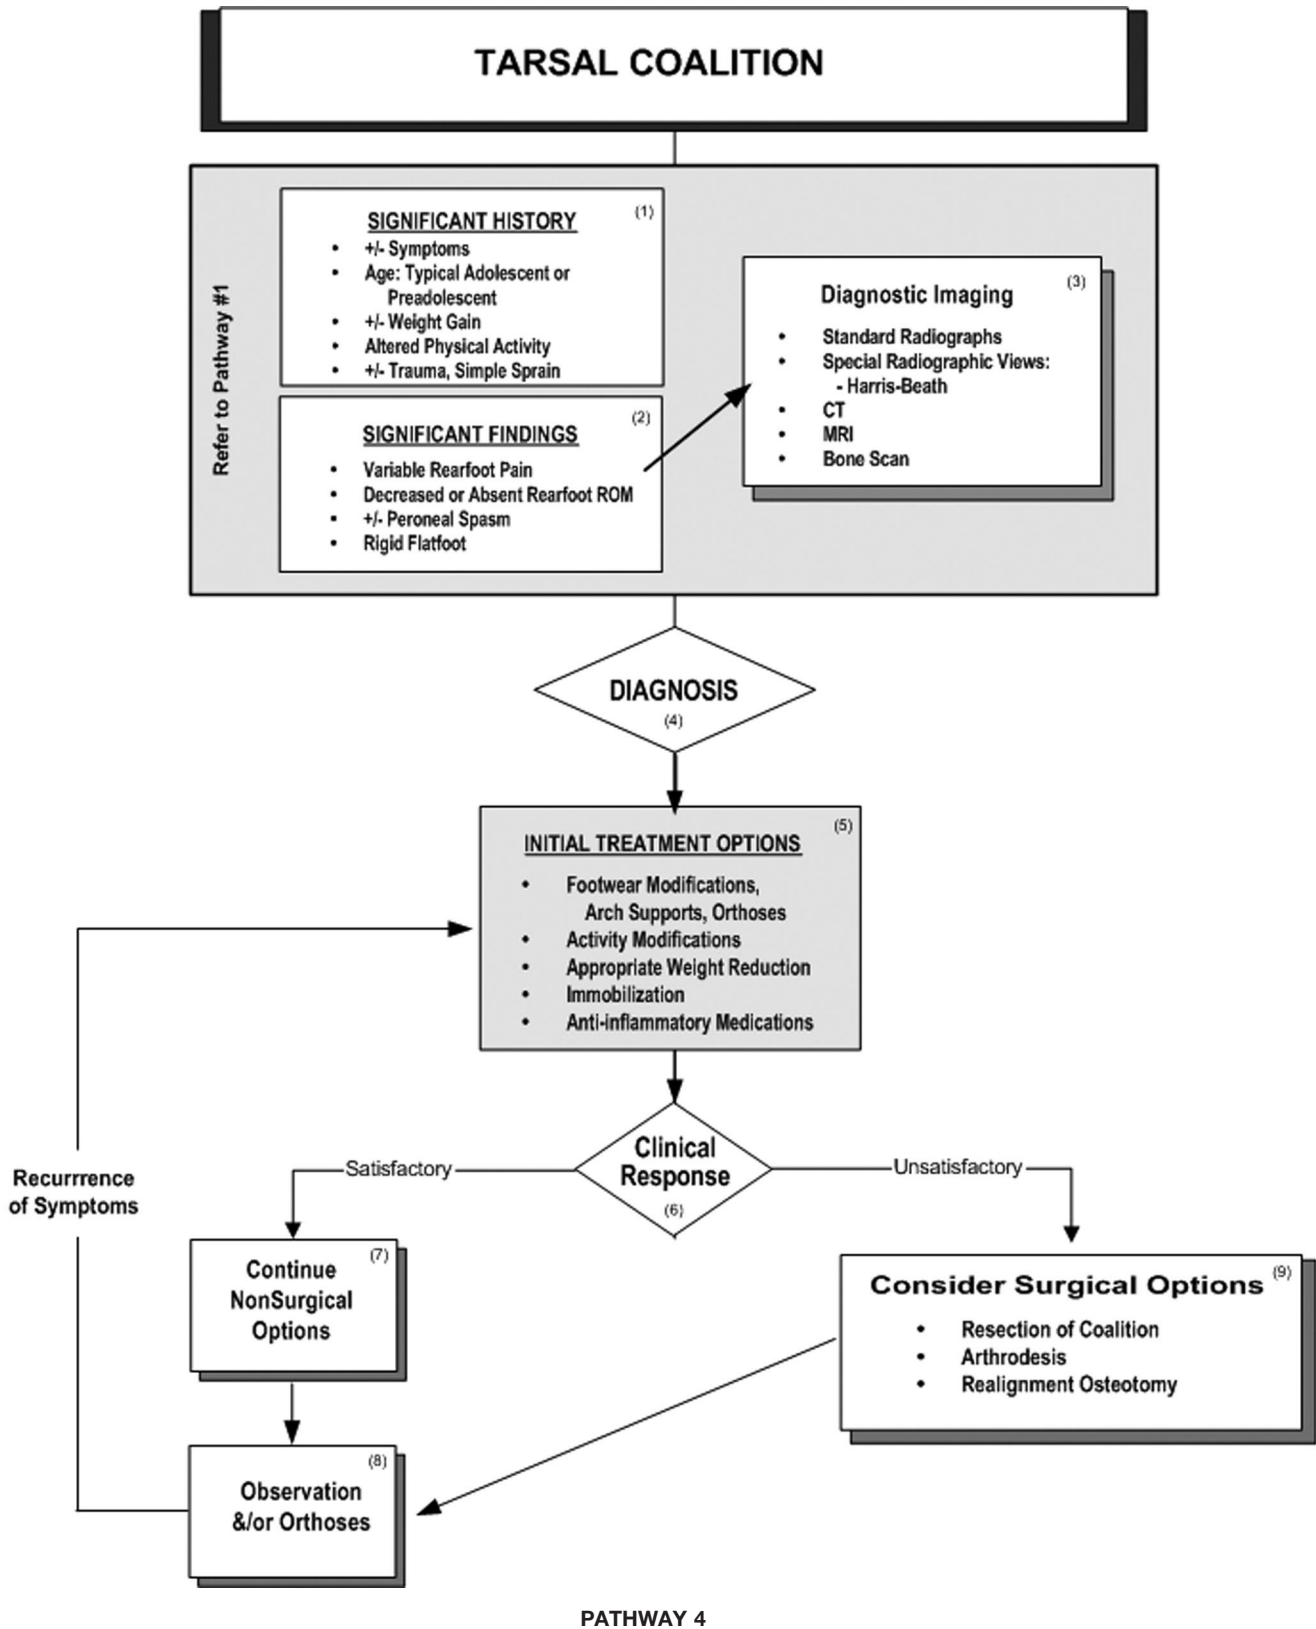 TARSAL COALITION
Refer to Pathway #1
(1)
SIGNIFICANT HISTORY
• +/- Symptoms
• Age: Typical Adolescent or
Preadolescent
• +/- Weight Gain
• Altered Physical Activity
• +/- Trauma, Simple Sprain
(2)
SIGNIFICANT FINDINGS
• Variable Rearfoot Pain
• Decreased or Absent Rearfoot ROM
• +/- Peroneal Spasm
• Rigid Flatfoot
(3)
Diagnostic Imaging
• Standard Radiographs
• Special Radiographic Views:
- Harris-Beath
• CT
• MRI
• Bone Scan
DIAGNOSIS
(4)
(5)
INITIAL TREATMENT OPTIONS
• Footwear Modifications,
Arch Supports, Orthoses
• Activity Modifications
• Appropriate Weight Reduction
• Immobilization
• Anti-inflammatory Medications
Clinical
Response
(6)
Satisfactory
Unsatisfactory
Recurrrence
of Symptoms
(7)
Continue
NonSurgical
Options
(8)
Observation
&/or Orthoses
(9)
Consider Surgical Options
• Resection of Coalition
• Arthrodesis
• Realignment Osteotomy
PATHWAY 4